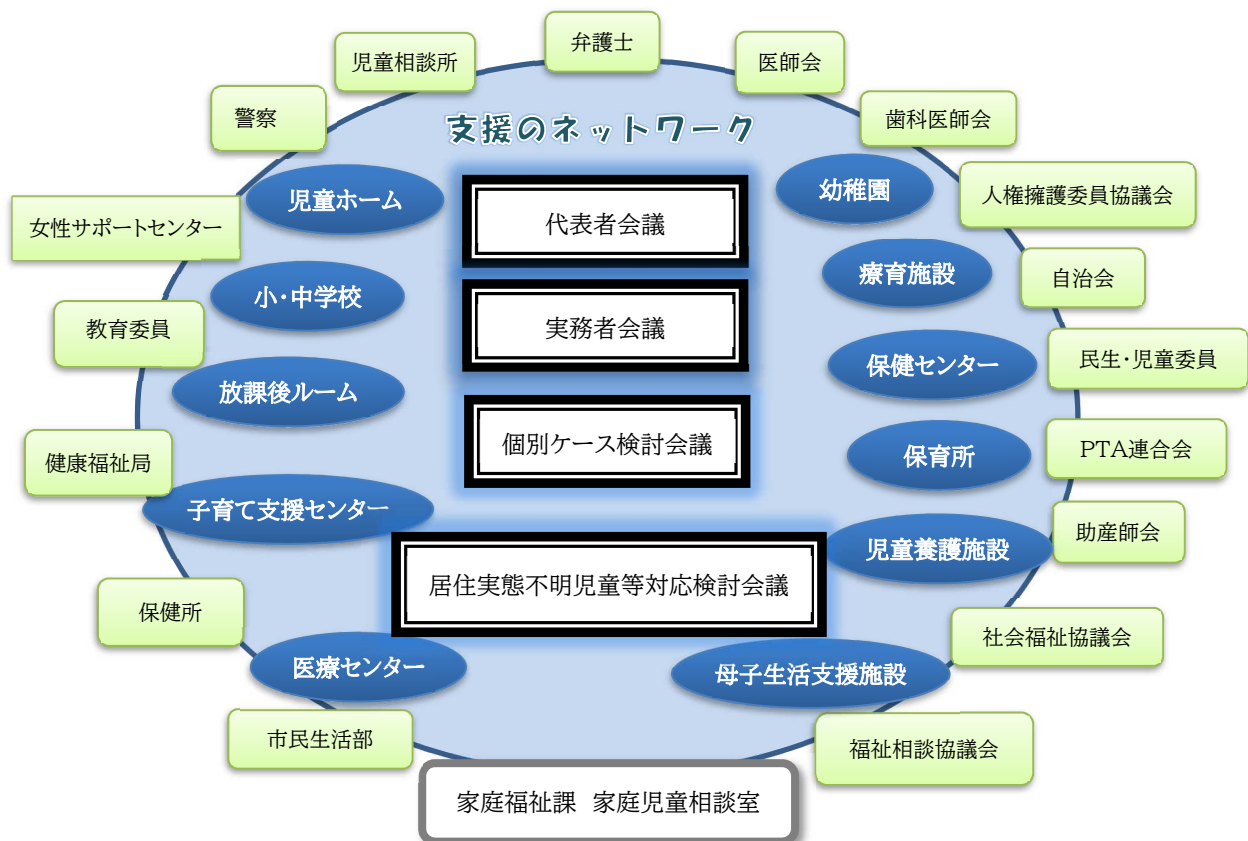 弁護士
児童相談所
医師会
警察
歯科医師会
支援のネットワーク
女性サポートセンター
児童ホーム
代表者会議
幼稚園
人権擁護委員協議会
小・中学校
療育施設
自治会
教育委員
実務者会議
放課後ルーム
保健センター
民生・児童委員
健康福祉局
個別ケース検討会議
保育所
PTA連合会
子育て支援センター
児童養護施設
助産師会
居住実態不明児童等対応検討会議
保健所
社会福祉協議会
医療センター
母子生活支援施設
市民生活部
福祉相談協議会
家庭福祉課 家庭児童相談室